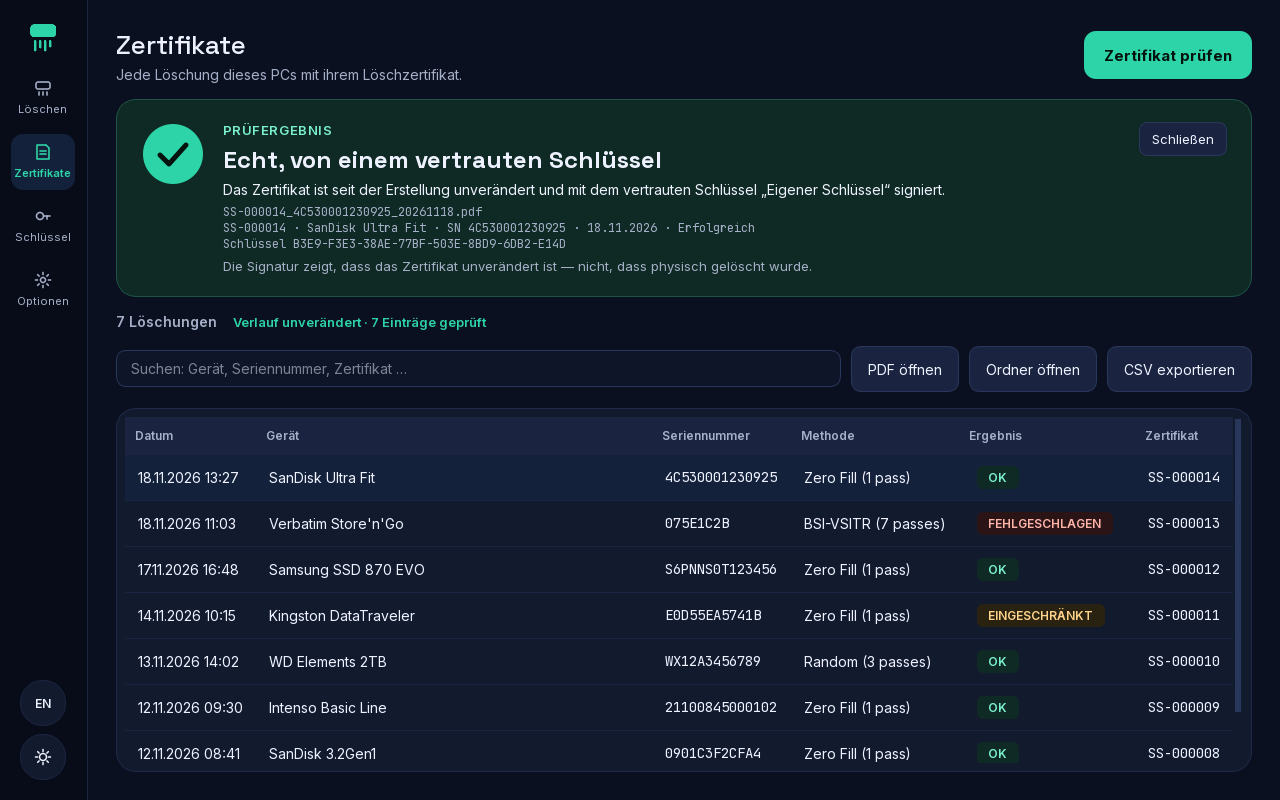 Löschen
Zertifikate
Schlüssel
Optionen
EN
Zertifikate
Jede Löschung dieses PCs mit ihrem Löschzertifikat.
Zertifikat prüfen
PRÜFERGEBNIS
Echt, von einem vertrauten Schlüssel
Das Zertifikat ist seit der Erstellung unverändert und mit dem vertrauten Schlüssel „Eigener Schlüssel“ signiert.
SS-000014_4C530001230925_20261118.pdf
SS-000014 · SanDisk Ultra Fit · SN 4C530001230925 · 18.11.2026 · Erfolgreich
Schlüssel B3E9-F3E3-38AE-77BF-503E-8BD9-6DB2-E14D
Die Signatur zeigt, dass das Zertifikat unverändert ist — nicht, dass physisch gelöscht wurde.
Schließen
7 Löschungen Verlauf unverändert · 7 Einträge geprüft
Suchen: Gerät, Seriennummer, Zertifikat … PDF öffnen Ordner öffnen CSV exportieren
Datum Gerät Seriennummer Methode Ergebnis Zertifikat
18.11.2026 13:27 SanDisk Ultra Fit 4C530001230925 Zero Fill (1 pass) OK SS-000014
18.11.2026 11:03 Verbatim Store'n'Go 075E1C2B BSI-VSITR (7 passes) FEHLGESCHLAGEN SS-000013
17.11.2026 16:48 Samsung SSD 870 EVO S6PNNS0T123456 Zero Fill (1 pass) OK SS-000012
14.11.2026 10:15 Kingston DataTraveler E0D55EA5741B Zero Fill (1 pass) EINGESCHRÄNKT SS-000011
13.11.2026 14:02 WD Elements 2TB WX12A3456789 Random (3 passes) OK SS-000010
12.11.2026 09:30 Intenso Basic Line 21100845000102 Zero Fill (1 pass) OK SS-000009
12.11.2026 08:41 SanDisk 3.2Gen1 0901C3F2CFA4 Zero Fill (1 pass) OK SS-000008